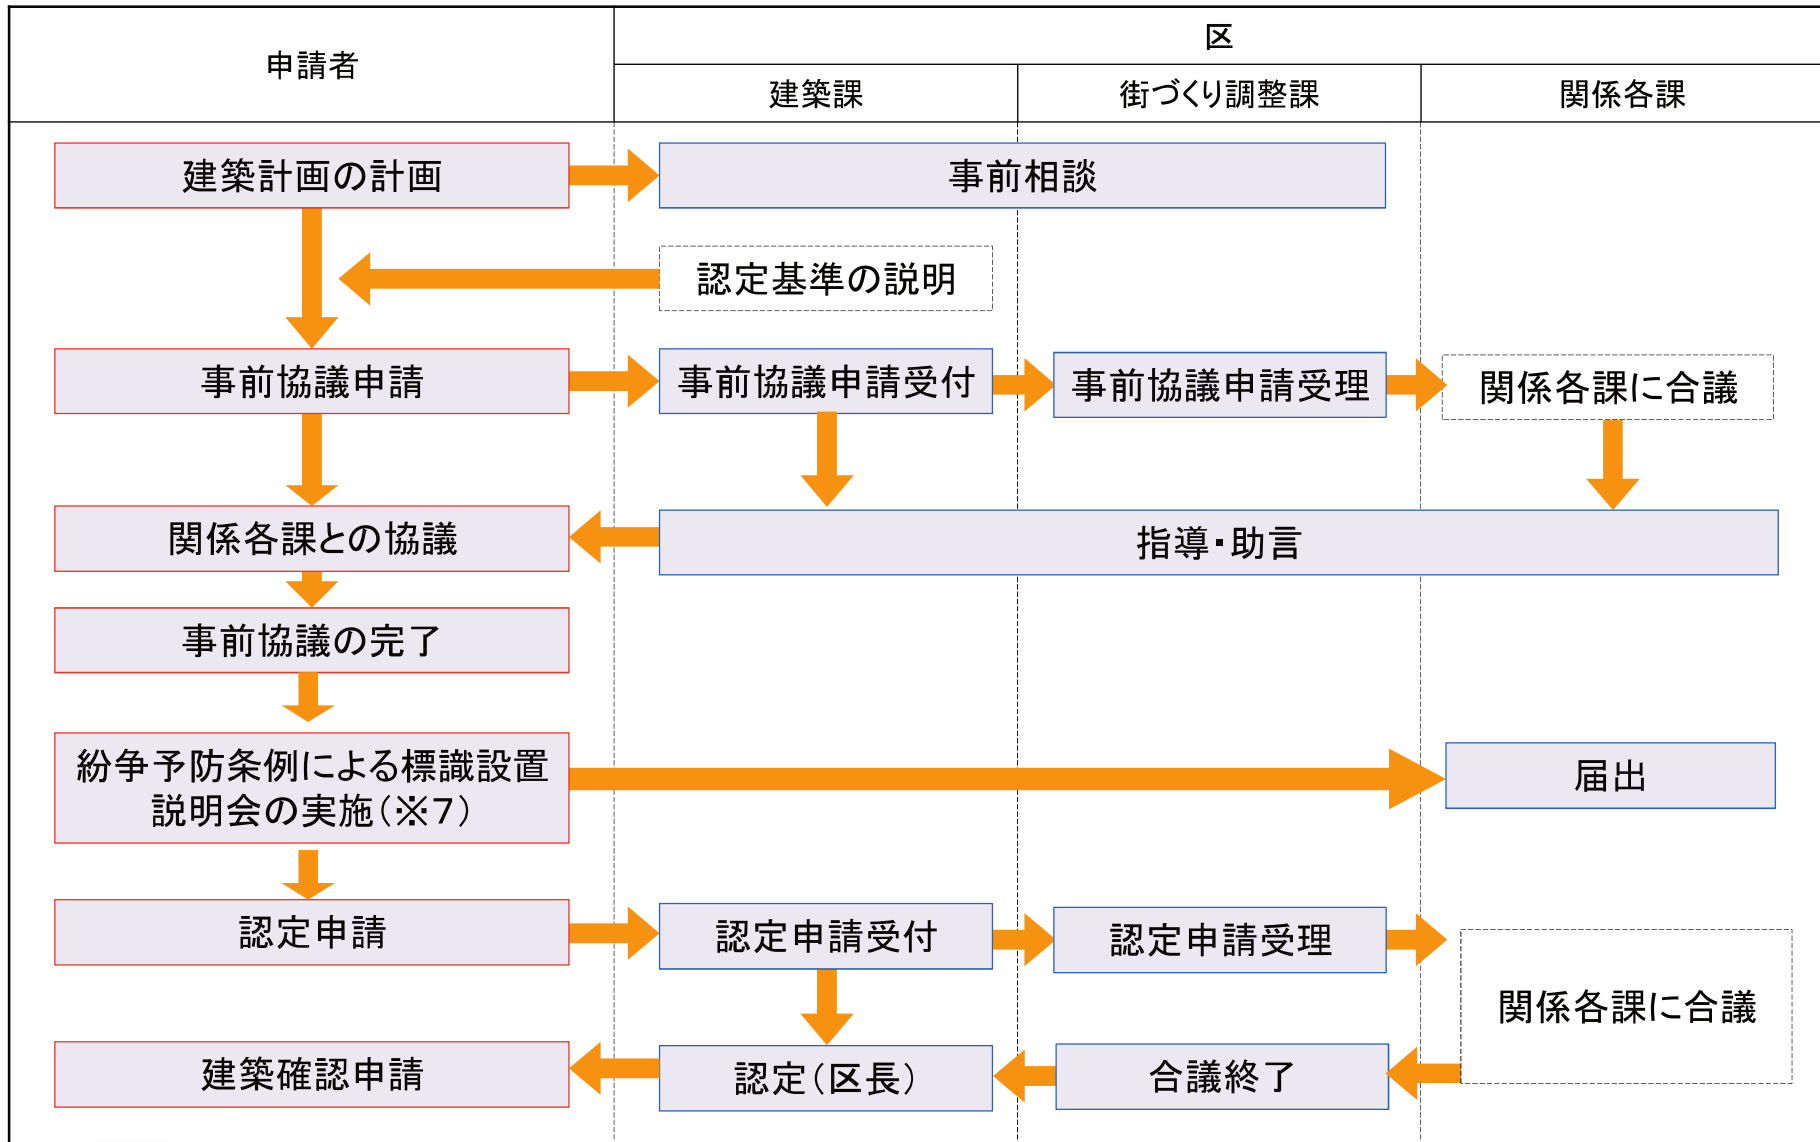 申請者
区
建築課
街づくり調整課
関係各課
建築計画の計画
事前相談
認定基準の説明
事前協議申請
事前協議申請受付
事前協議申請受理
関係各課に合議
関係各課との協議
指導・助言
事前協議の完了
紛争予防条例による標識設置
説明会の実施(※7)
届出
認定申請
認定申請受付
認定申請受理
関係各課に合議
建築確認申請
認定(区長)
合議終了